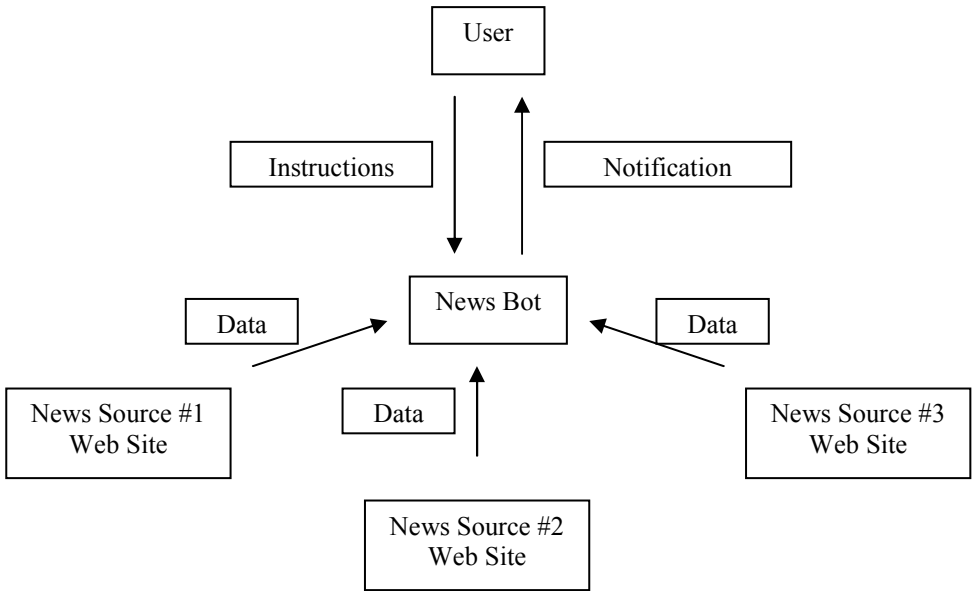 User
Instructions
Notification
News Bot
Data
Data
News Source #1
Web Site
Data
News Source #3
Web Site
News Source #2
Web Site